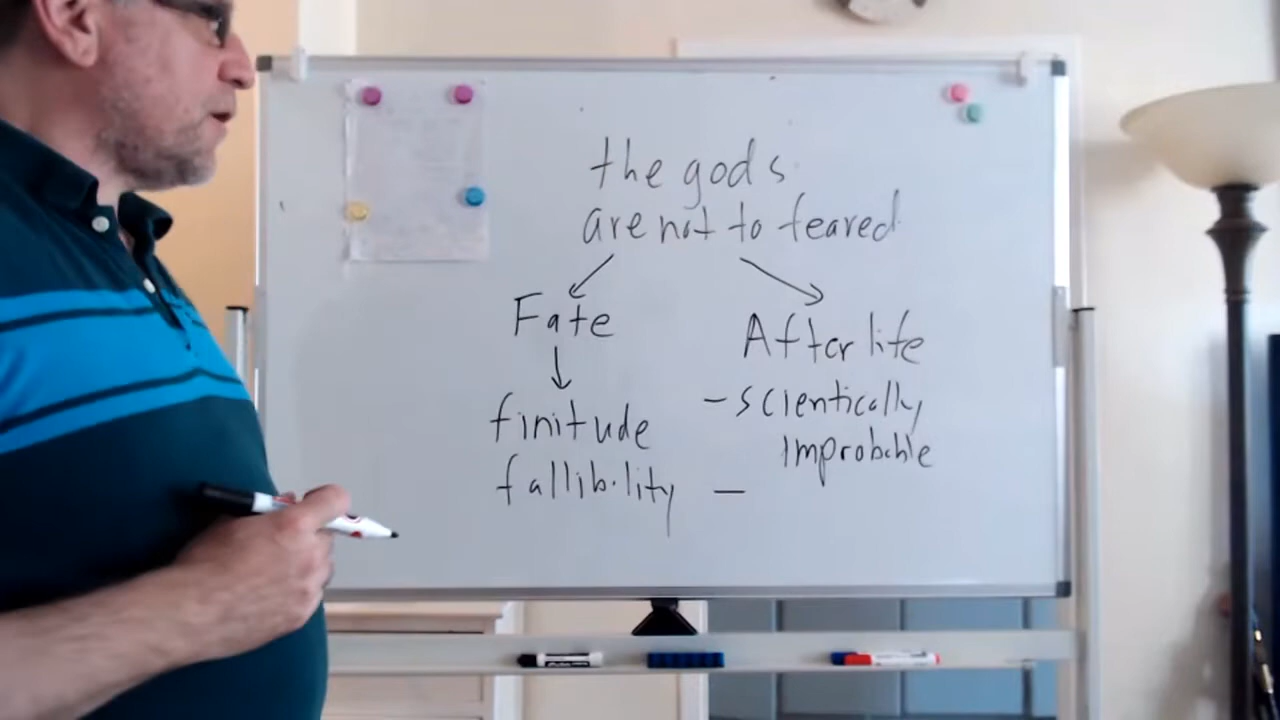 the gods
are not to feared
Fate
finitude
fallibility
After life
- scientically
improbable
-